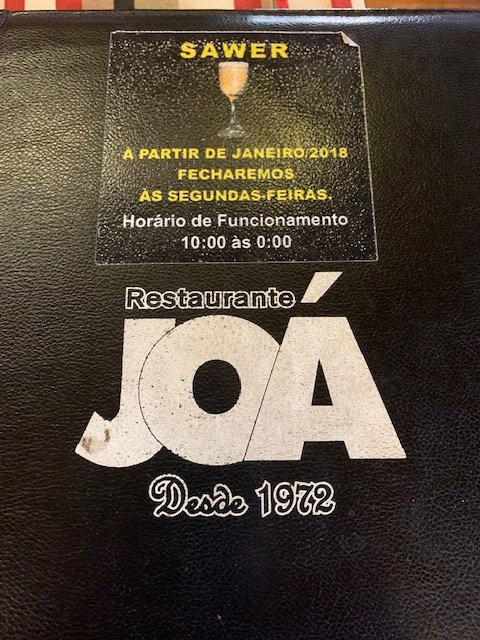 SAWER
A PARTIR DE JANEIRO/2018
FECHAREMOS
ÀS SEGUNDAS-FEIRAS.
Horário de Funcionamento
10:00 às 0:00
Restaurante
JOÁ
Desde 1972